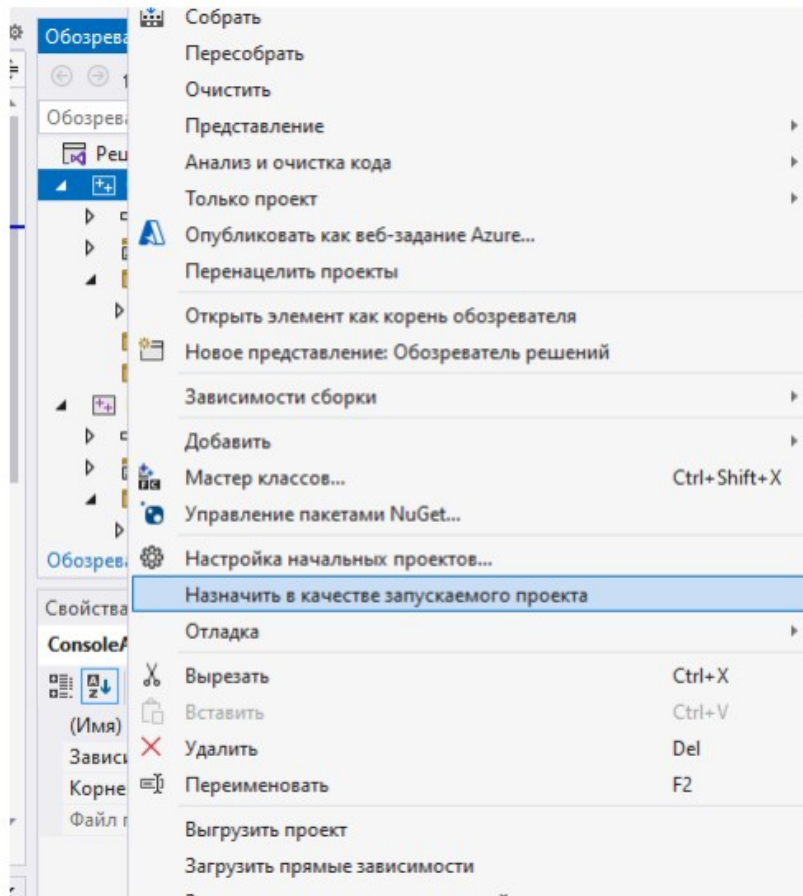 Собрать
Обозрева
Пересобрать
Очистить
Обозрева
Представление
Реш
Анализ и очистка кода
Только проект
Опубликовать как веб-задание Azure...
Перенацелить проекты
Открыть элемент как корень обозревателя
Новое представление: Обозреватель решений
Зависимости сборки
Добавить
Мастер классов... Ctrl+Shift+X
Управление пакетами NuGet...
Обозрева
Настройка начальных проектов...
Назначить в качестве запускаемого проекта
Свойства
Отладка
ConsoleA
Вырезать Ctrl+X
Вставить Ctrl+V
(Имя)
Удалить Del
Зависи
Переименовать F2
Корне
Файл п
Выгрузить проект
Загрузить прямые зависимости